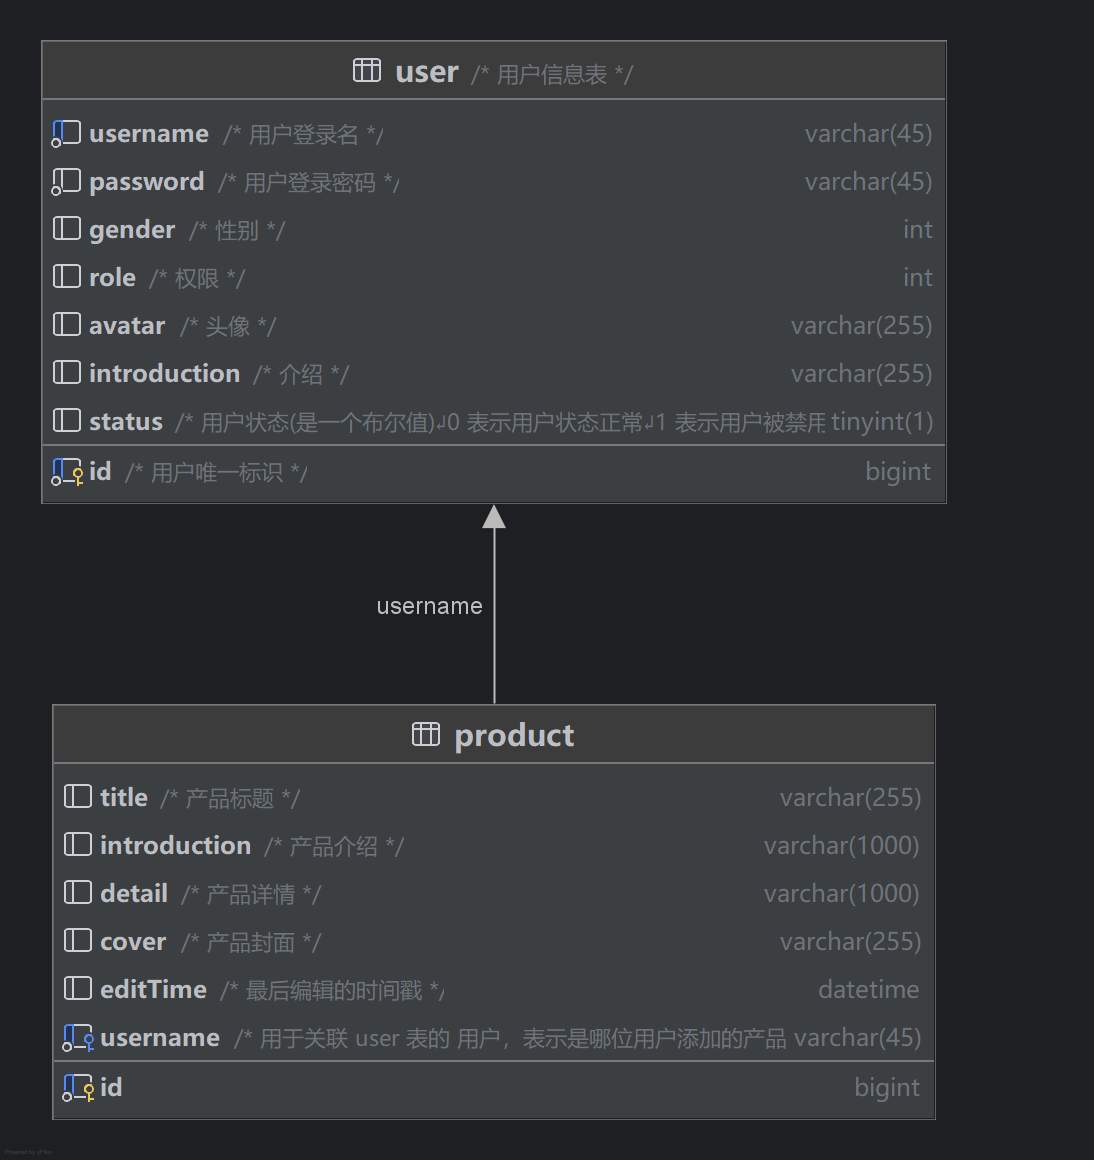 user /* 用户信息表 */
username /* 用户登录名 */ varchar(45)
password /* 用户登录密码 */ varchar(45)
gender /* 性别 */ int
role /* 权限 */ int
avatar /* 头像 */ varchar(255)
introduction /* 介绍 */ varchar(255)
status /* 用户状态(是一个布尔值)↲0 表示用户状态正常↲1 表示用户被禁用 tinyint(1)
id /* 用户唯一标识 */ bigint
username
product
title /* 产品标题 */ varchar(255)
introduction /* 产品介绍 */ varchar(1000)
detail /* 产品详情 */ varchar(1000)
cover /* 产品封面 */ varchar(255)
editTime /* 最后编辑的时间戳 */ datetime
username /* 用于关联 user 表的 用户，表示是哪位用户添加的产品 varchar(45)
id bigint
Powered by yFiles